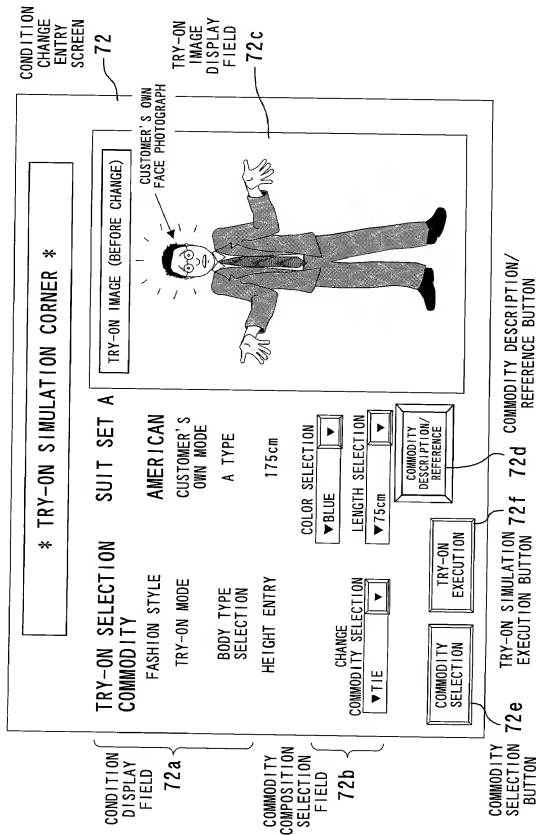 CONDITION
CHANGE
ENTRY
SCREEN
72
* TRY-ON SIMULATION CORNER *
TRY-ON SELECTION
COMMODITY
SUIT SET A
FASHION STYLE
AMERICAN
TRY-ON MODE
CUSTOMER'S
OWN MODE
BODY TYPE
SELECTION
A TYPE
HEIGHT ENTRY
175cm
CHANGE
COMMODITY SELECTION
▼TIE
▼
COLOR SELECTION
▼BLUE
▼
LENGTH SELECTION
▼75cm
▼
COMMODITY
SELECTION
TRY-ON
EXECUTION
COMMODITY
DESCRIPTION/
REFERENCE
TRY-ON IMAGE (BEFORE CHANGE)
CUSTOMER'S OWN
FACE PHOTOGRAPH
TRY-ON
IMAGE
DISPLAY
FIELD
72c
CONDITION
DISPLAY
FIELD
72a
COMMODITY
COMPOSITION
SELECTION
FIELD
72b
72e
COMMODITY
SELECTION
BUTTON
72f
TRY-ON SIMULATION
EXECUTION BUTTON
72d
COMMODITY DESCRIPTION/
REFERENCE BUTTON